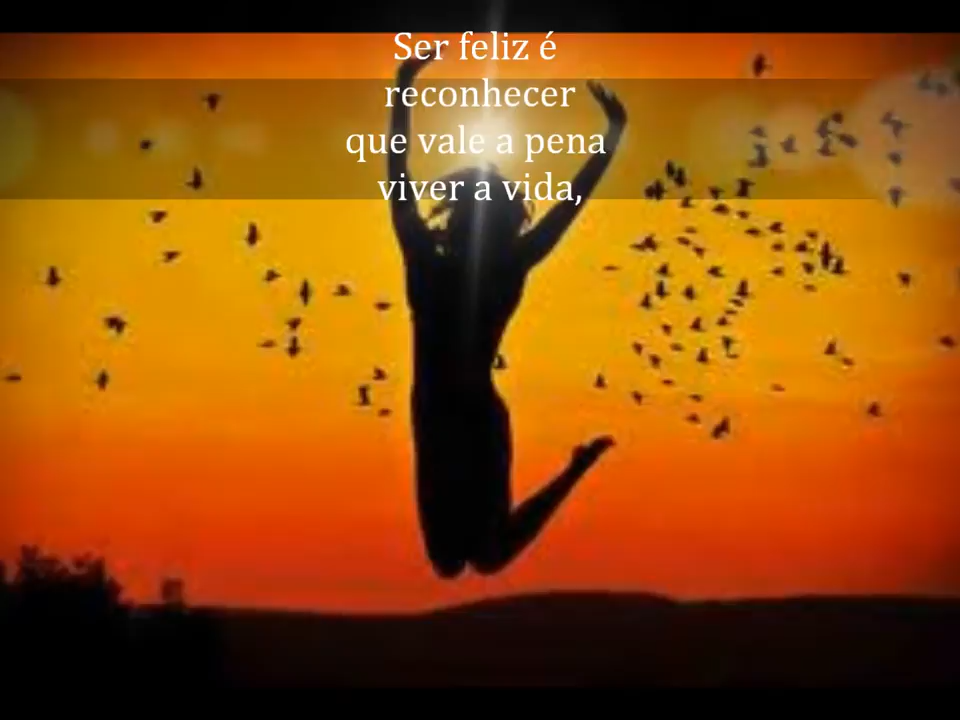 Ser feliz é
reconhecer
que vale a pena
viver a vida,